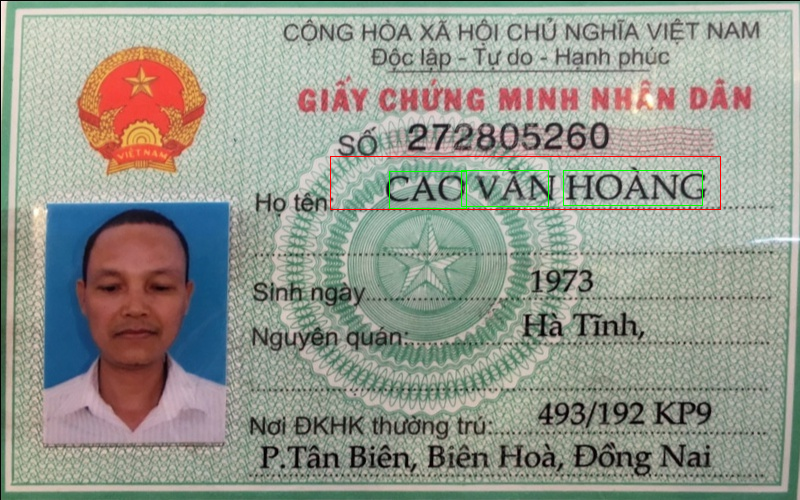 CỘNG HÒA XÃ HỘI CHỦ NGHĨA VIỆT NAM
Độc lập - Tự do - Hạnh phúc
GIẤY CHỨNG MINH NHÂN DÂN
VIỆT NAM
SỐ 272805260
Họ tên: CAO VĂN HOÀNG
Sinh ngày 1973
Nguyên quán: Hà Tĩnh,
Nơi ĐKHK thường trú: 493/192 KP9
P.Tân Biên, Biên Hoà, Đồng Nai